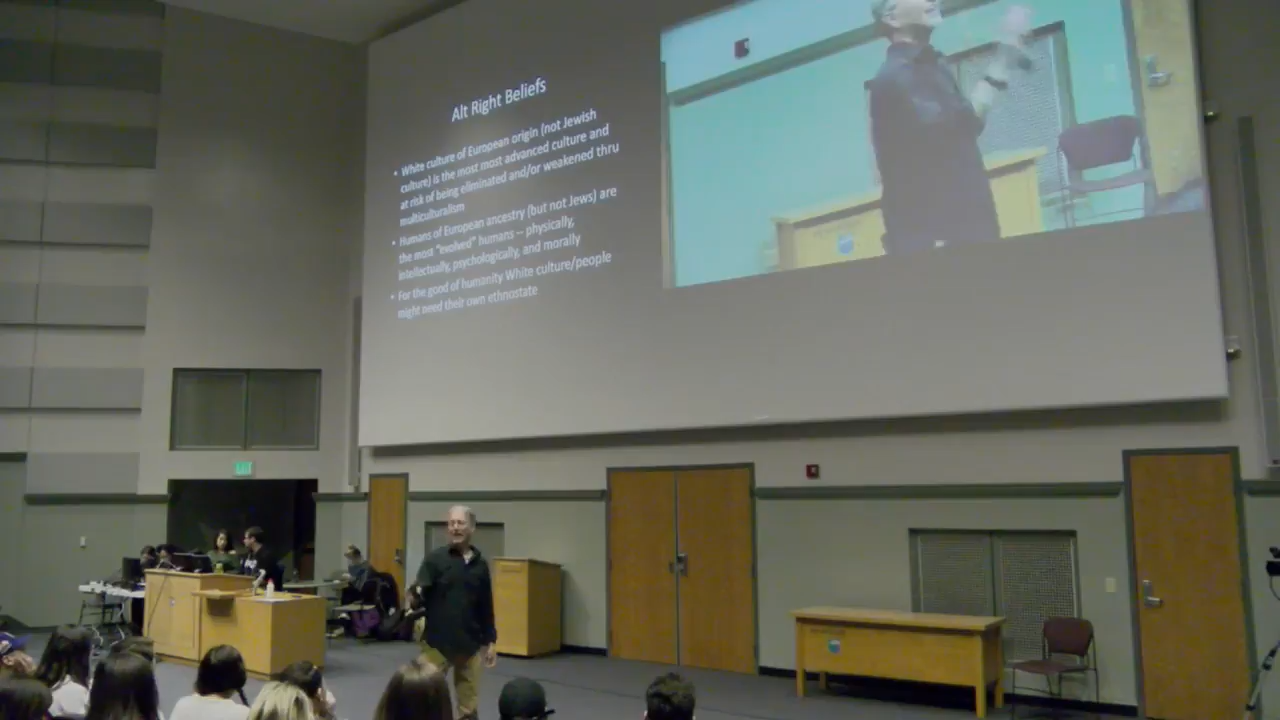 Alt Right Beliefs
• White culture of European origin (not Jewish
culture) is the most most advanced culture and
at risk of being eliminated and/or weakened thru
multiculturalism
• Humans of European ancestry (but not Jews) are
the most "evolved" humans – physically,
intellectually, psychologically, and morally
• For the good of humanity White culture/people
might need their own ethnostate
EXIT